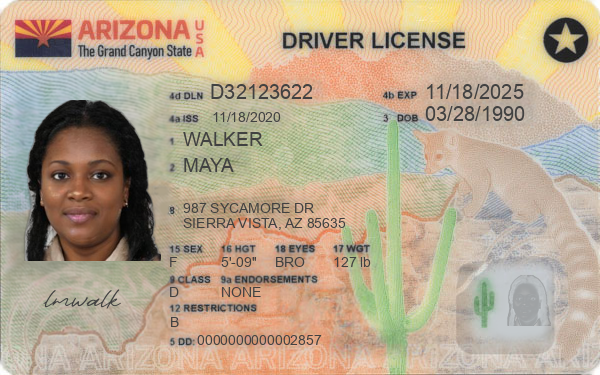 ARIZONA USA
The Grand Canyon State
DRIVER LICENSE
4d DLN D32123622
4b EXP 11/18/2025
4a ISS 11/18/2020
3 DOB 03/28/1990
1 WALKER
2 MAYA
8 987 SYCAMORE DR
SIERRA VISTA, AZ 85635
15 SEX 16 HGT 18 EYES 17 WGT
F 5'-09" BRO 127 lb
9 CLASS 9a ENDORSEMENTS
D NONE
12 RESTRICTIONS
B
lmwalk
5 DD: 0000000000002857
ARIZONA ARIZONA ARIZONA ARIZONA